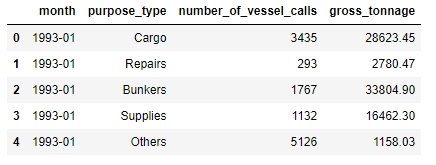 month purpose_type number_of_vessel_calls gross_tonnage
0 1993-01 Cargo 3435 28623.45
1 1993-01 Repairs 293 2780.47
2 1993-01 Bunkers 1767 33804.90
3 1993-01 Supplies 1132 16462.30
4 1993-01 Others 5126 1158.03